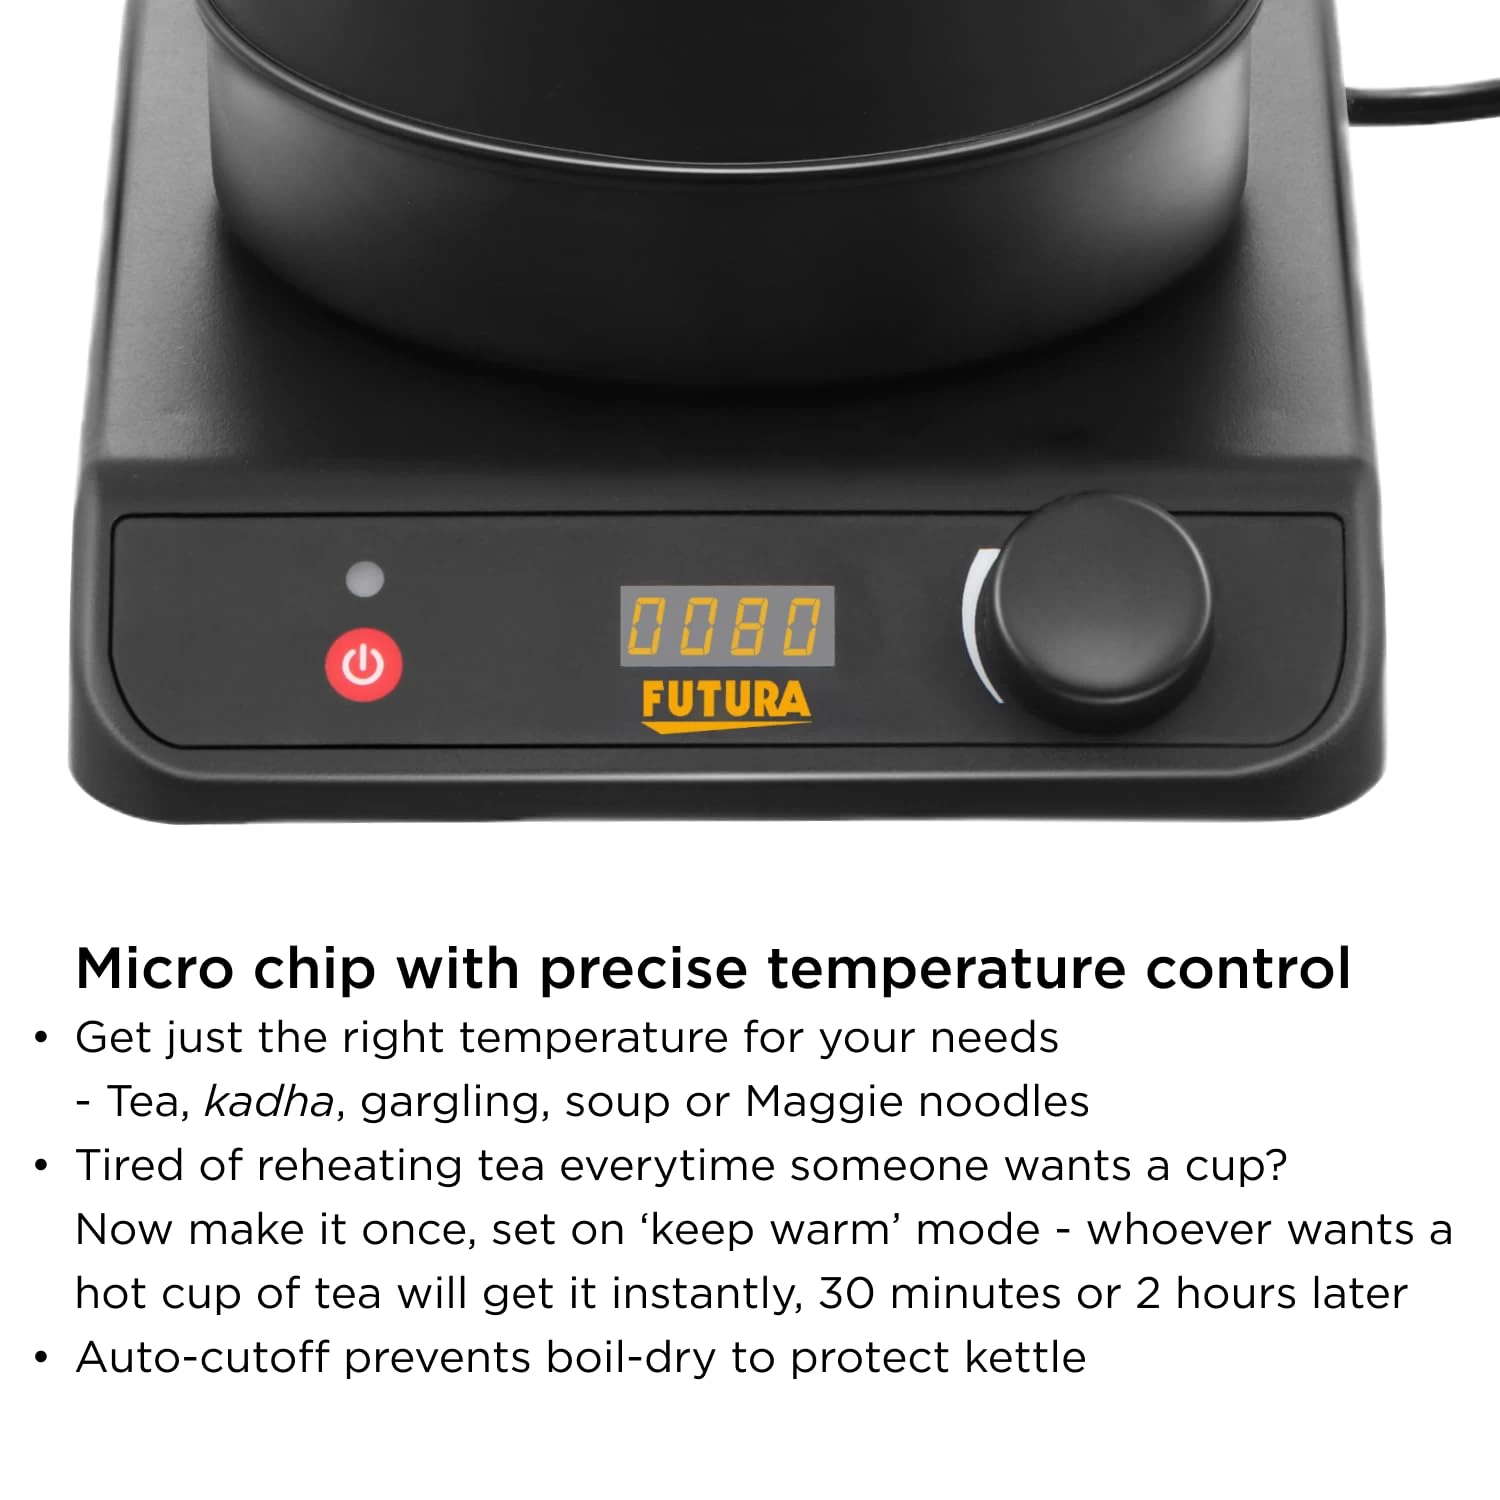 0080
FUTURA
Micro chip with precise temperature control
• Get just the right temperature for your needs
- Tea, kadha, gargling, soup or Maggie noodles
• Tired of reheating tea everytime someone wants a cup?
Now make it once, set on ‘keep warm’ mode - whoever wants a
hot cup of tea will get it instantly, 30 minutes or 2 hours later
• Auto-cutoff prevents boil-dry to protect kettle